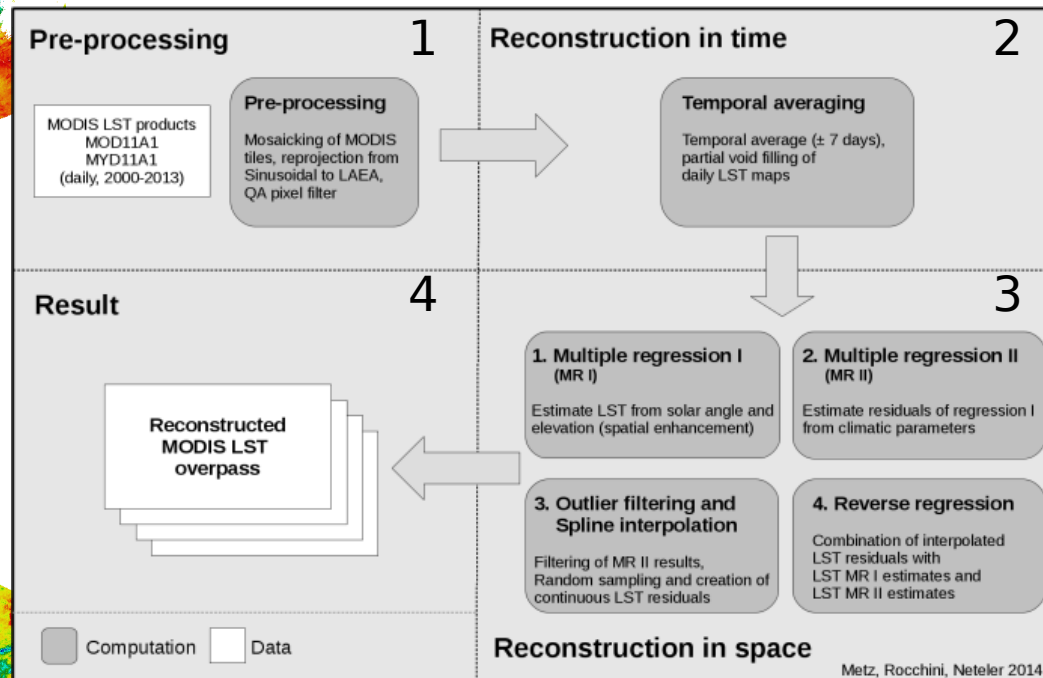 Pre-processing
1
MODIS LST products
MOD11A1
MYD11A1
(daily, 2000-2013)
Pre-processing
Mosaicking of MODIS
tiles, reprojection from
Sinusoidal to LAEA,
QA pixel filter
Reconstruction in time
2
Temporal averaging
Temporal average (± 7 days),
partial void filling of
daily LST maps
3
1. Multiple regression I
(MR I)
Estimate LST from solar angle and
elevation (spatial enhancement)
2. Multiple regression II
(MR II)
Estimate residuals of regression I
from climatic parameters
3. Outlier filtering and
Spline interpolation
Filtering of MR II results,
Random sampling and creation of
continuous LST residuals
4. Reverse regression
Combination of interpolated
LST residuals with
LST MR I estimates and
LST MR II estimates
Reconstruction in space
Result
4
Reconstructed
MODIS LST
overpass
Computation
Data
Metz, Rocchini, Neteler 2014